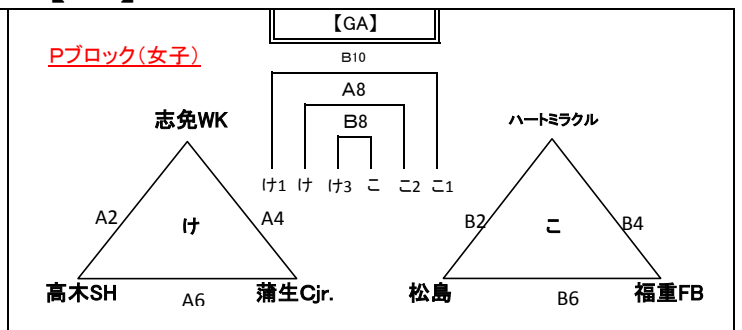 【GA】
Pブロック(女子)
B10
A8
B8
志免WK
ハートミラクル
け1 け け3 こ こ2 こ1
A2 け A4
B2 こ B4
高木SH A6 蒲生Cjr.
松島 B6 福重FB